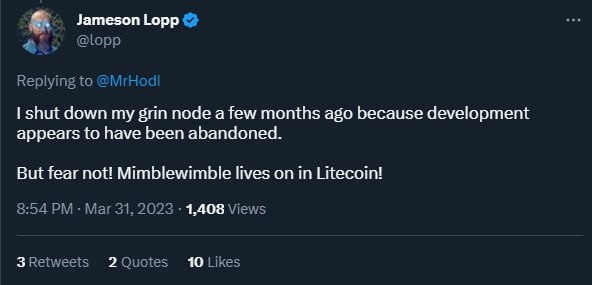 Jameson Lopp
@lopp
Replying to @MrHodl
I shut down my grin node a few months ago because development
appears to have been abandoned.
But fear not! Mimblewimble lives on in Litecoin!
8:54 PM · Mar 31, 2023 · 1,408 Views
3 Retweets 2 Quotes 10 Likes